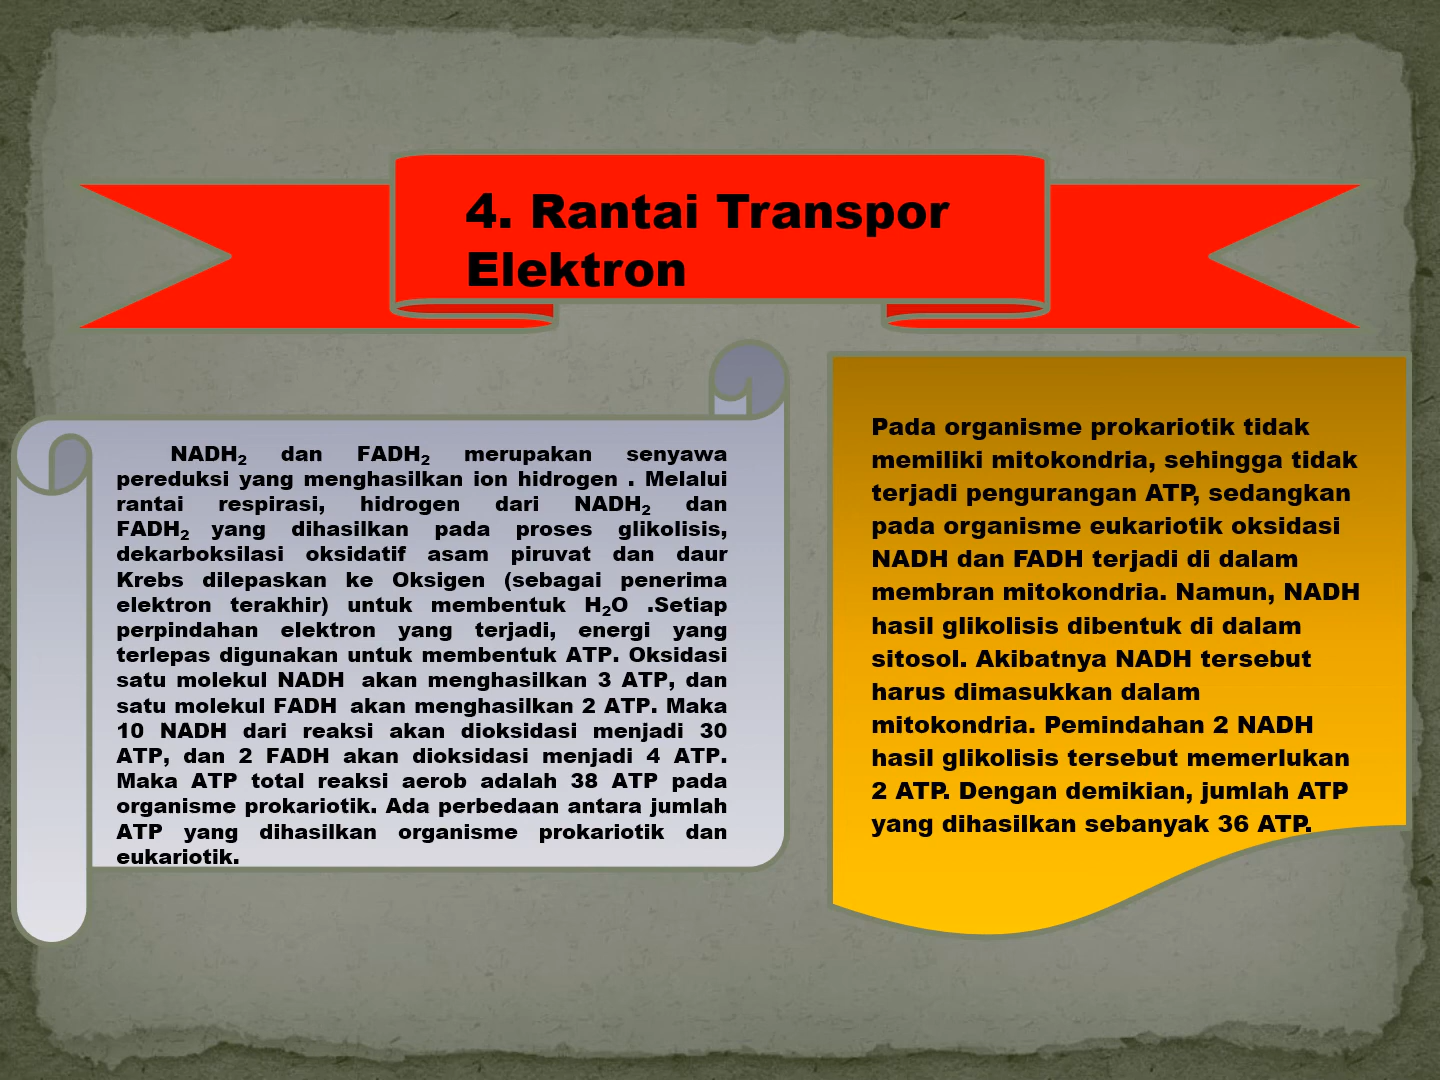 4. Rantai Transpor
Elektron
NADH₂ dan FADH₂ merupakan senyawa
pereduksi yang menghasilkan ion hidrogen . Melalui
rantai respirasi, hidrogen dari NADH₂ dan
FADH₂ yang dihasilkan pada proses glikolisis,
dekarboksilasi oksidatif asam piruvat dan daur
Krebs dilepaskan ke Oksigen (sebagai penerima
elektron terakhir) untuk membentuk H₂O .Setiap
perpindahan elektron yang terjadi, energi yang
terlepas digunakan untuk membentuk ATP. Oksidasi
satu molekul NADH akan menghasilkan 3 ATP, dan
satu molekul FADH akan menghasilkan 2 ATP. Maka
10 NADH dari reaksi akan dioksidasi menjadi 30
ATP, dan 2 FADH akan dioksidasi menjadi 4 ATP.
Maka ATP total reaksi aerob adalah 38 ATP pada
organisme prokariotik. Ada perbedaan antara jumlah
ATP yang dihasilkan organisme prokariotik dan
eukariotik.
Pada organisme prokariotik tidak
memiliki mitokondria, sehingga tidak
terjadi pengurangan ATP, sedangkan
pada organisme eukariotik oksidasi
NADH dan FADH terjadi di dalam
membran mitokondria. Namun, NADH
hasil glikolisis dibentuk di dalam
sitosol. Akibatnya NADH tersebut
harus dimasukkan dalam
mitokondria. Pemindahan 2 NADH
hasil glikolisis tersebut memerlukan
2 ATP. Dengan demikian, jumlah ATP
yang dihasilkan sebanyak 36 ATP.